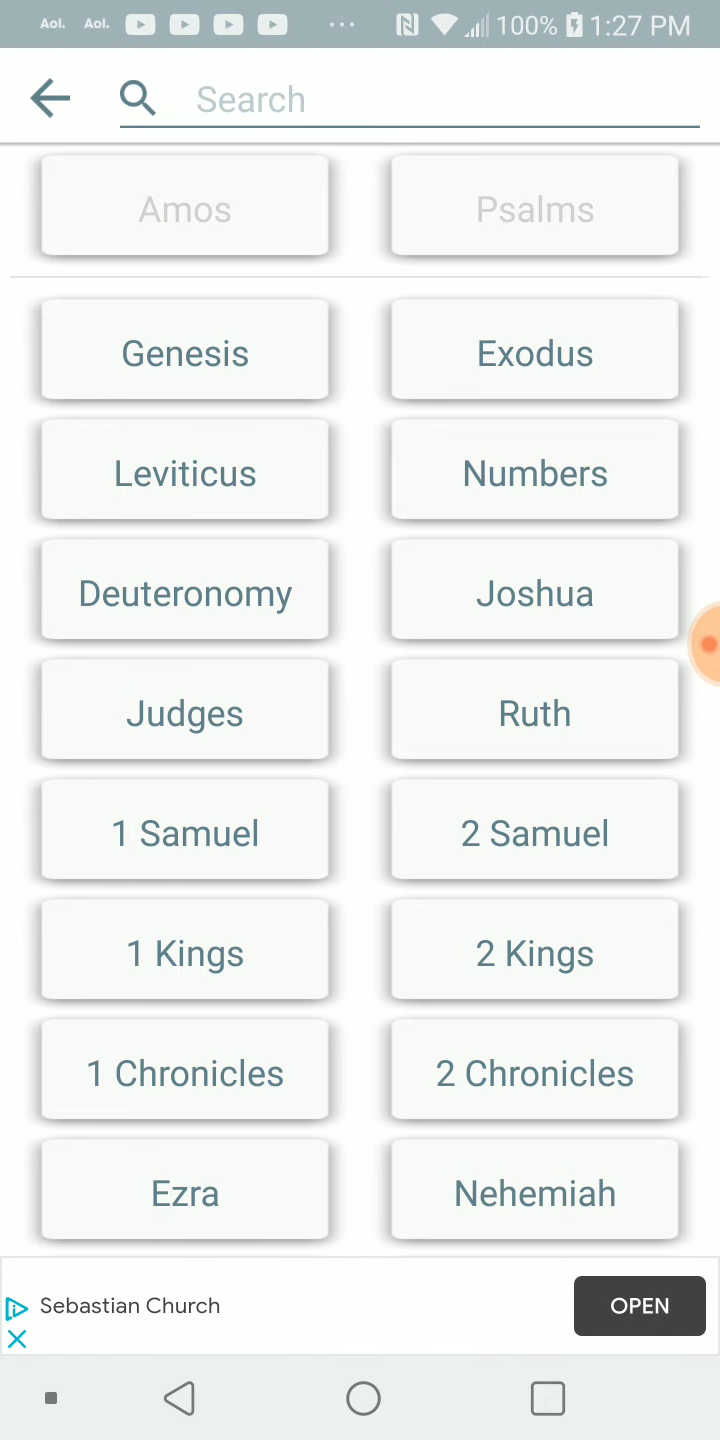 Aol. Aol. ... 100% 1:27 PM
Search
Amos Psalms
Genesis Exodus
Leviticus Numbers
Deuteronomy Joshua
Judges Ruth
1 Samuel 2 Samuel
1 Kings 2 Kings
1 Chronicles 2 Chronicles
Ezra Nehemiah
Sebastian Church OPEN